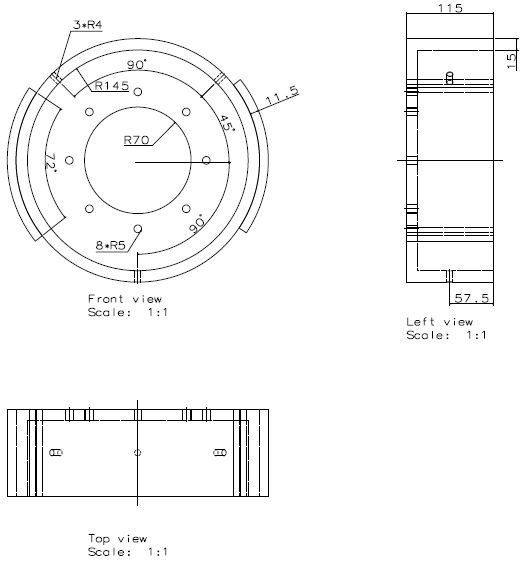 115
3*R4
15
90°
R145
11.5
45°
R70
72°
90°
8*R5
57.5
Front view
Scale: 1:1
Left view
Scale: 1:1
Top view
Scale: 1:1